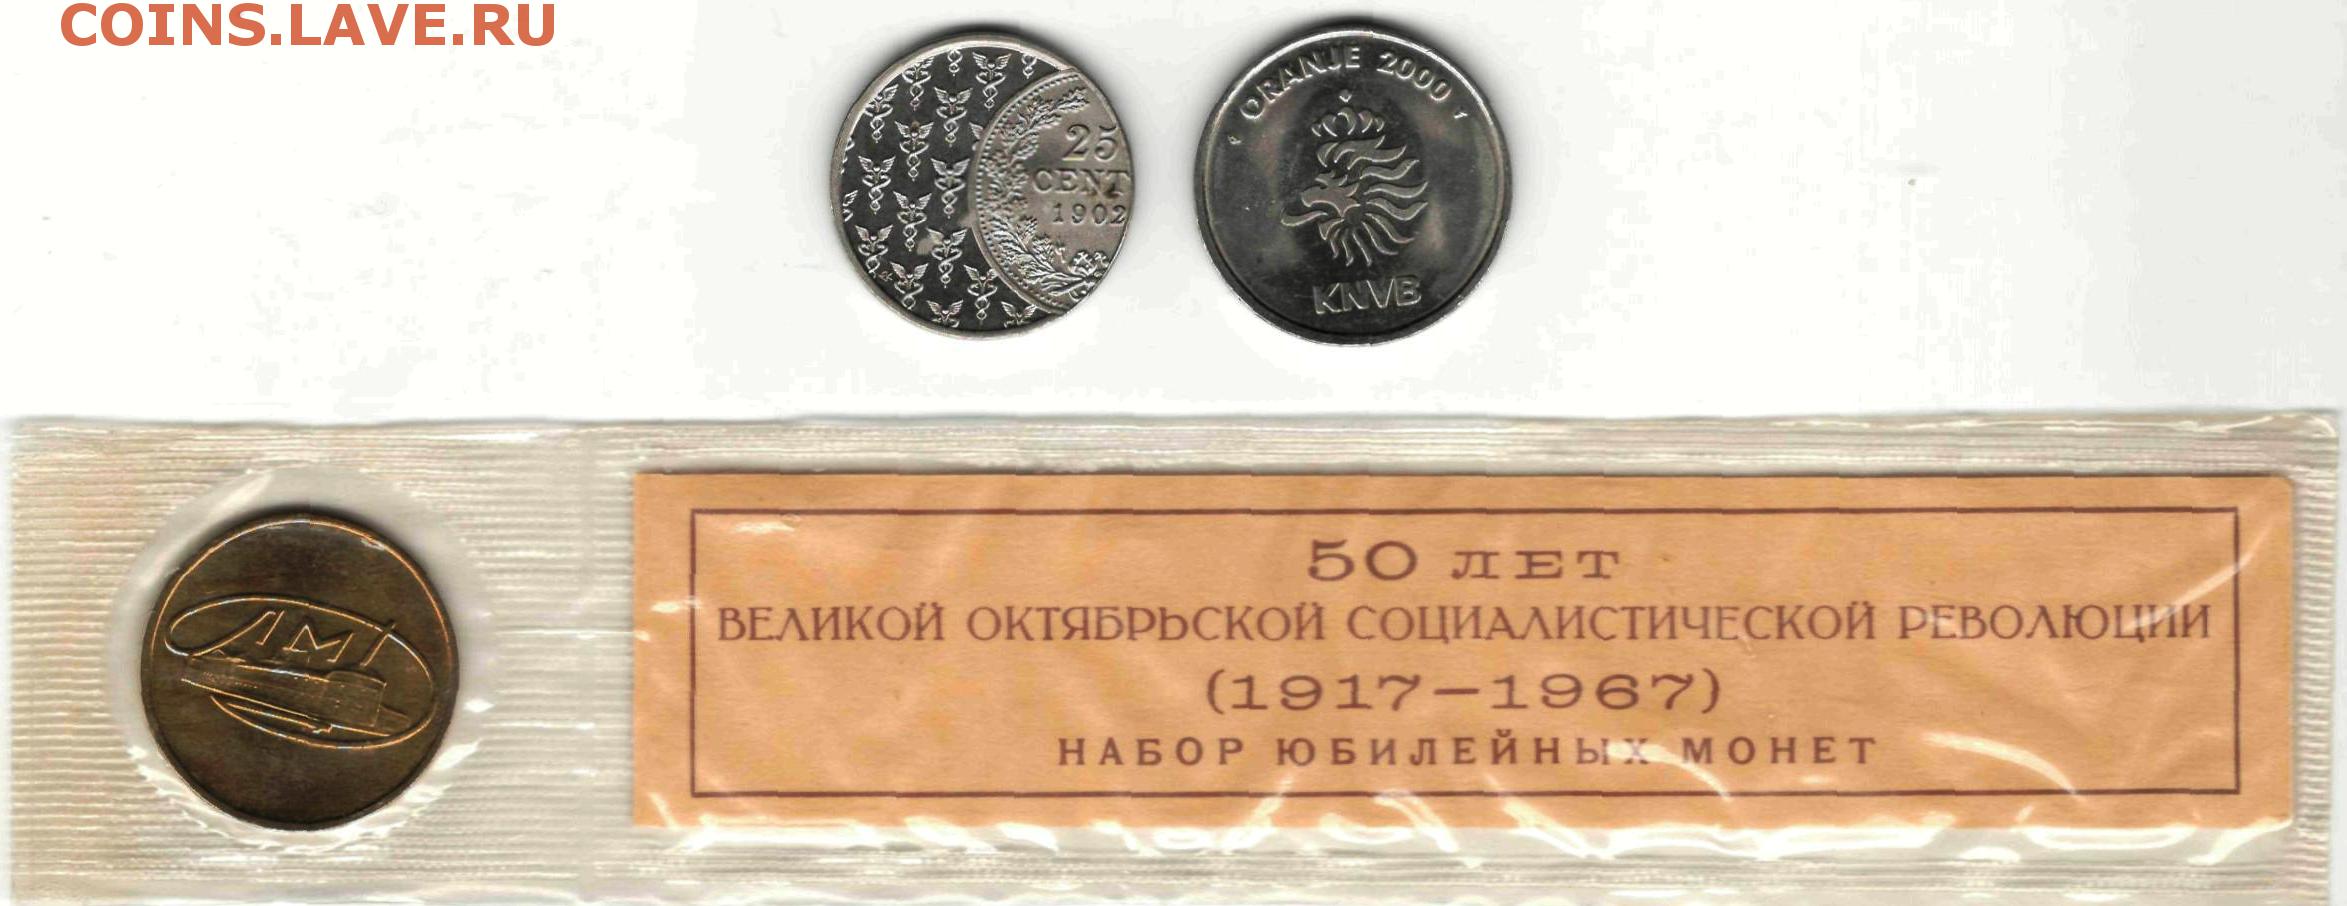 COINS.LAVE.RU
25
CENT
1902
ORANJE 2000
KNVB
ЛМД
50 ЛЕТ
ВЕЛИКОЙ ОКТЯБРЬСКОЙ СОЦИАЛИСТИЧЕСКОЙ РЕВОЛЮЦИИ
(1917–1967)
НАБОР ЮБИЛЕЙНЫХ МОНЕТ